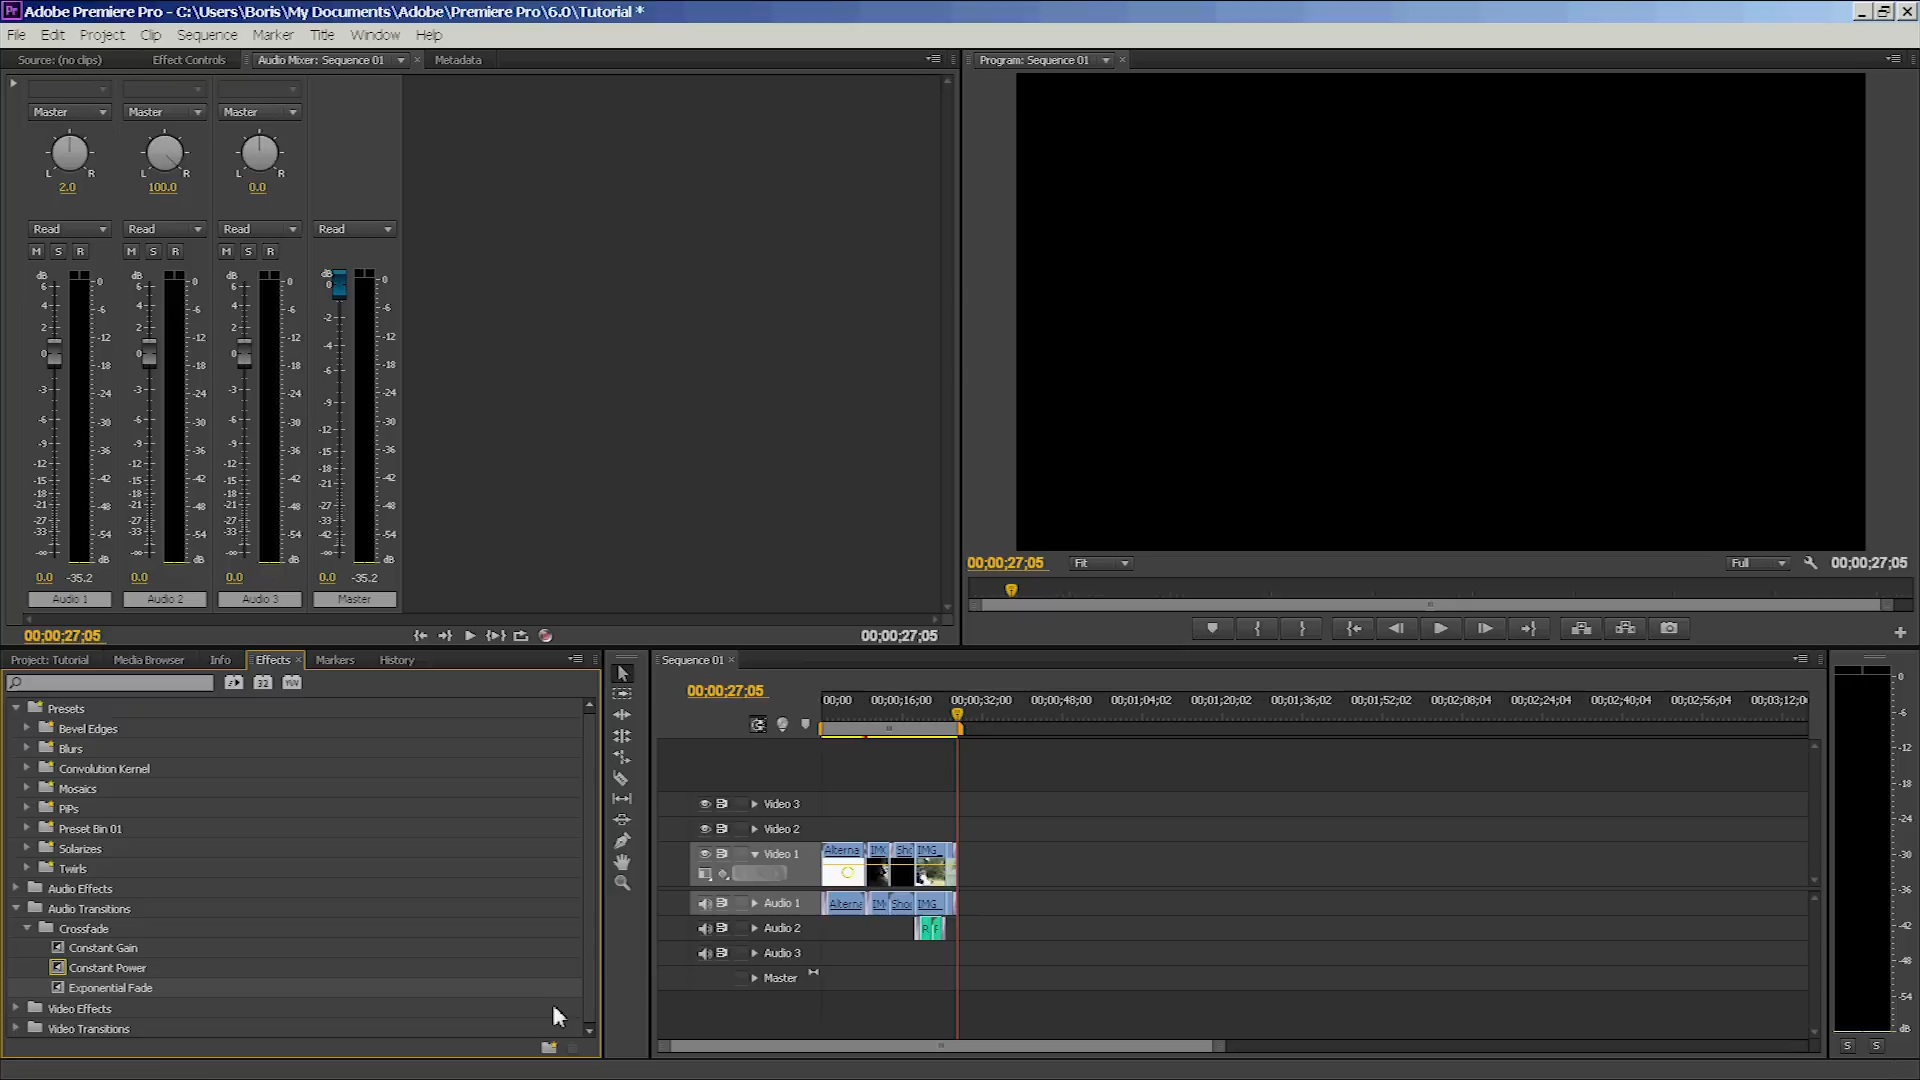 Adobe Premiere Pro - C:\Users\Boris\My Documents\Adobe\Premiere Pro\6.0\Tutorial *
File Edit Project Clip Sequence Marker Title Window Help
Source: (no clips) Effect Controls Audio Mixer: Sequence 01 Metadata
Program: Sequence 01
Master Master Master
L R L R L R
2.0 100.0 0.0
Read Read Read Read
M S R M S R M S R
dB dB dB dB
6 0 6 0 6 0 0 0
4 -6 4 -6 4 -6 -2 -6
2 -12 2 -12 2 -12 -4 -12
0 -18 0 -18 0 -18 -6 -18
-3 -24 -3 -24 -3 -24 -9 -24
-6 -30 -6 -30 -6 -30 -12 -30
-9 -36 -9 -36 -9 -36 -15 -36
-12 -42 -12 -42 -12 -42 -18 -42
-15 -15 -15 -21
-18 -48 -18 -48 -18 -48 -27 -48
-21 -21 -21 -33
-27 -54 -27 -54 -27 -54 -42 -54
-33 -33 -33
-∞ dB -∞ dB -∞ dB -∞ dB
0.0 -35.2 0.0 0.0 0.0 -35.2
Audio 1 Audio 2 Audio 3 Master
00;00;27;05 00;00;27;05
00;00;27;05 Fit Full 00;00;27;05
Project: Tutorial Media Browser Info Effects Markers History
32 YUV
Presets
Bevel Edges
Blurs
Convolution Kernel
Mosaics
PiPs
Preset Bin 01
Solarizes
Twirls
Audio Effects
Audio Transitions
Crossfade
Constant Gain
Constant Power
Exponential Fade
Video Effects
Video Transitions
Sequence 01
00;00;27;05
00;00 00;00;16;00 00;00;32;00 00;00;48;00 00;01;04;02 00;01;20;02 00;01;36;02 00;01;52;02 00;02;08;04 00;02;24;04 00;02;40;04 00;02;56;04 00;03;12;0
Video 3
Video 2
Video 1 Alterna IMG Sho IMG_
Audio 1 Alterna IM Shoo IMG_
Audio 2 R F
Audio 3
Master
0
-6
-12
-18
-24
-30
-36
-42
-48
-54
dB
S S